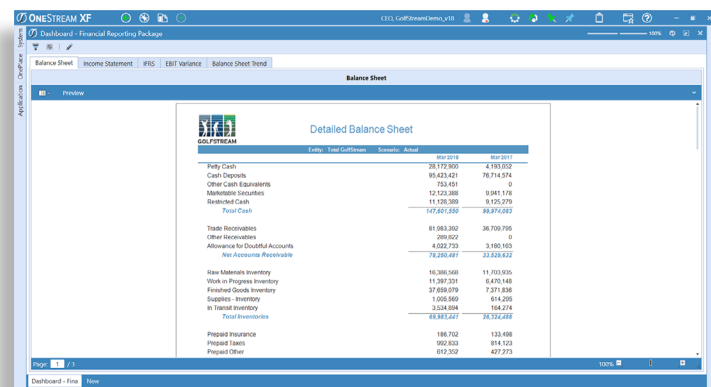 ONESTREAM XF
CEO, GolfStreamDemo_v18
Dashboard - Financial Reporting Package
100%
System
OnePlace
Application
Balance Sheet Income Statement IFRS EBIT Variance Balance Sheet Trend
Balance Sheet
Preview
GOLFSTREAM
Detailed Balance Sheet
Entity: Total GolfStream Scenario: Actual
Mar 2018 Mar 2017
Petty Cash 28,172,900 4,193,052
Cash Deposits 95,423,421 76,714,574
Other Cash Equivalents 753,451 0
Marketable Securities 12,123,388 9,941,178
Restricted Cash 11,128,389 9,125,279
Total Cash 147,601,550 99,974,083
Trade Receivables 81,983,392 36,709,795
Other Receivables 289,822 0
Allowance for Doubtful Accounts 4,022,733 3,180,163
Net Accounts Receivable 78,250,481 33,529,632
Raw Materials Inventory 16,386,568 11,703,935
Work in Progress Inventory 11,397,331 6,470,148
Finished Goods Inventory 37,659,079 7,371,836
Supplies - Inventory 1,005,569 614,295
In Transit Inventory 3,534,894 164,274
Total Inventories 69,983,441 26,324,488
Prepaid Insurance 186,702 133,498
Prepaid Taxes 992,833 814,123
Prepaid Other 612,352 427,273
Page: 1 / 3
100%
Dashboard - Fina New